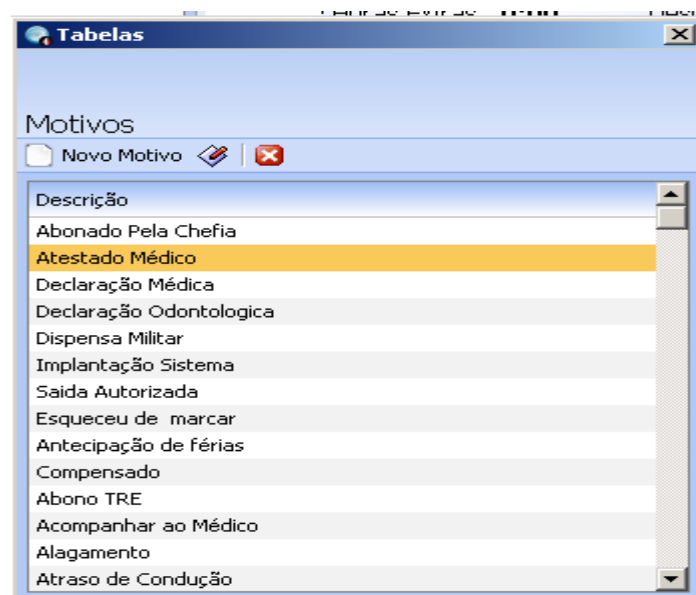 Tabelas
Motivos
Novo Motivo
Descrição
Abonado Pela Chefia
Atestado Médico
Declaração Médica
Declaração Odontologica
Dispensa Militar
Implantação Sistema
Saida Autorizada
Esqueceu de marcar
Antecipação de férias
Compensado
Abono TRE
Acompanhar ao Médico
Alagamento
Atraso de Condução